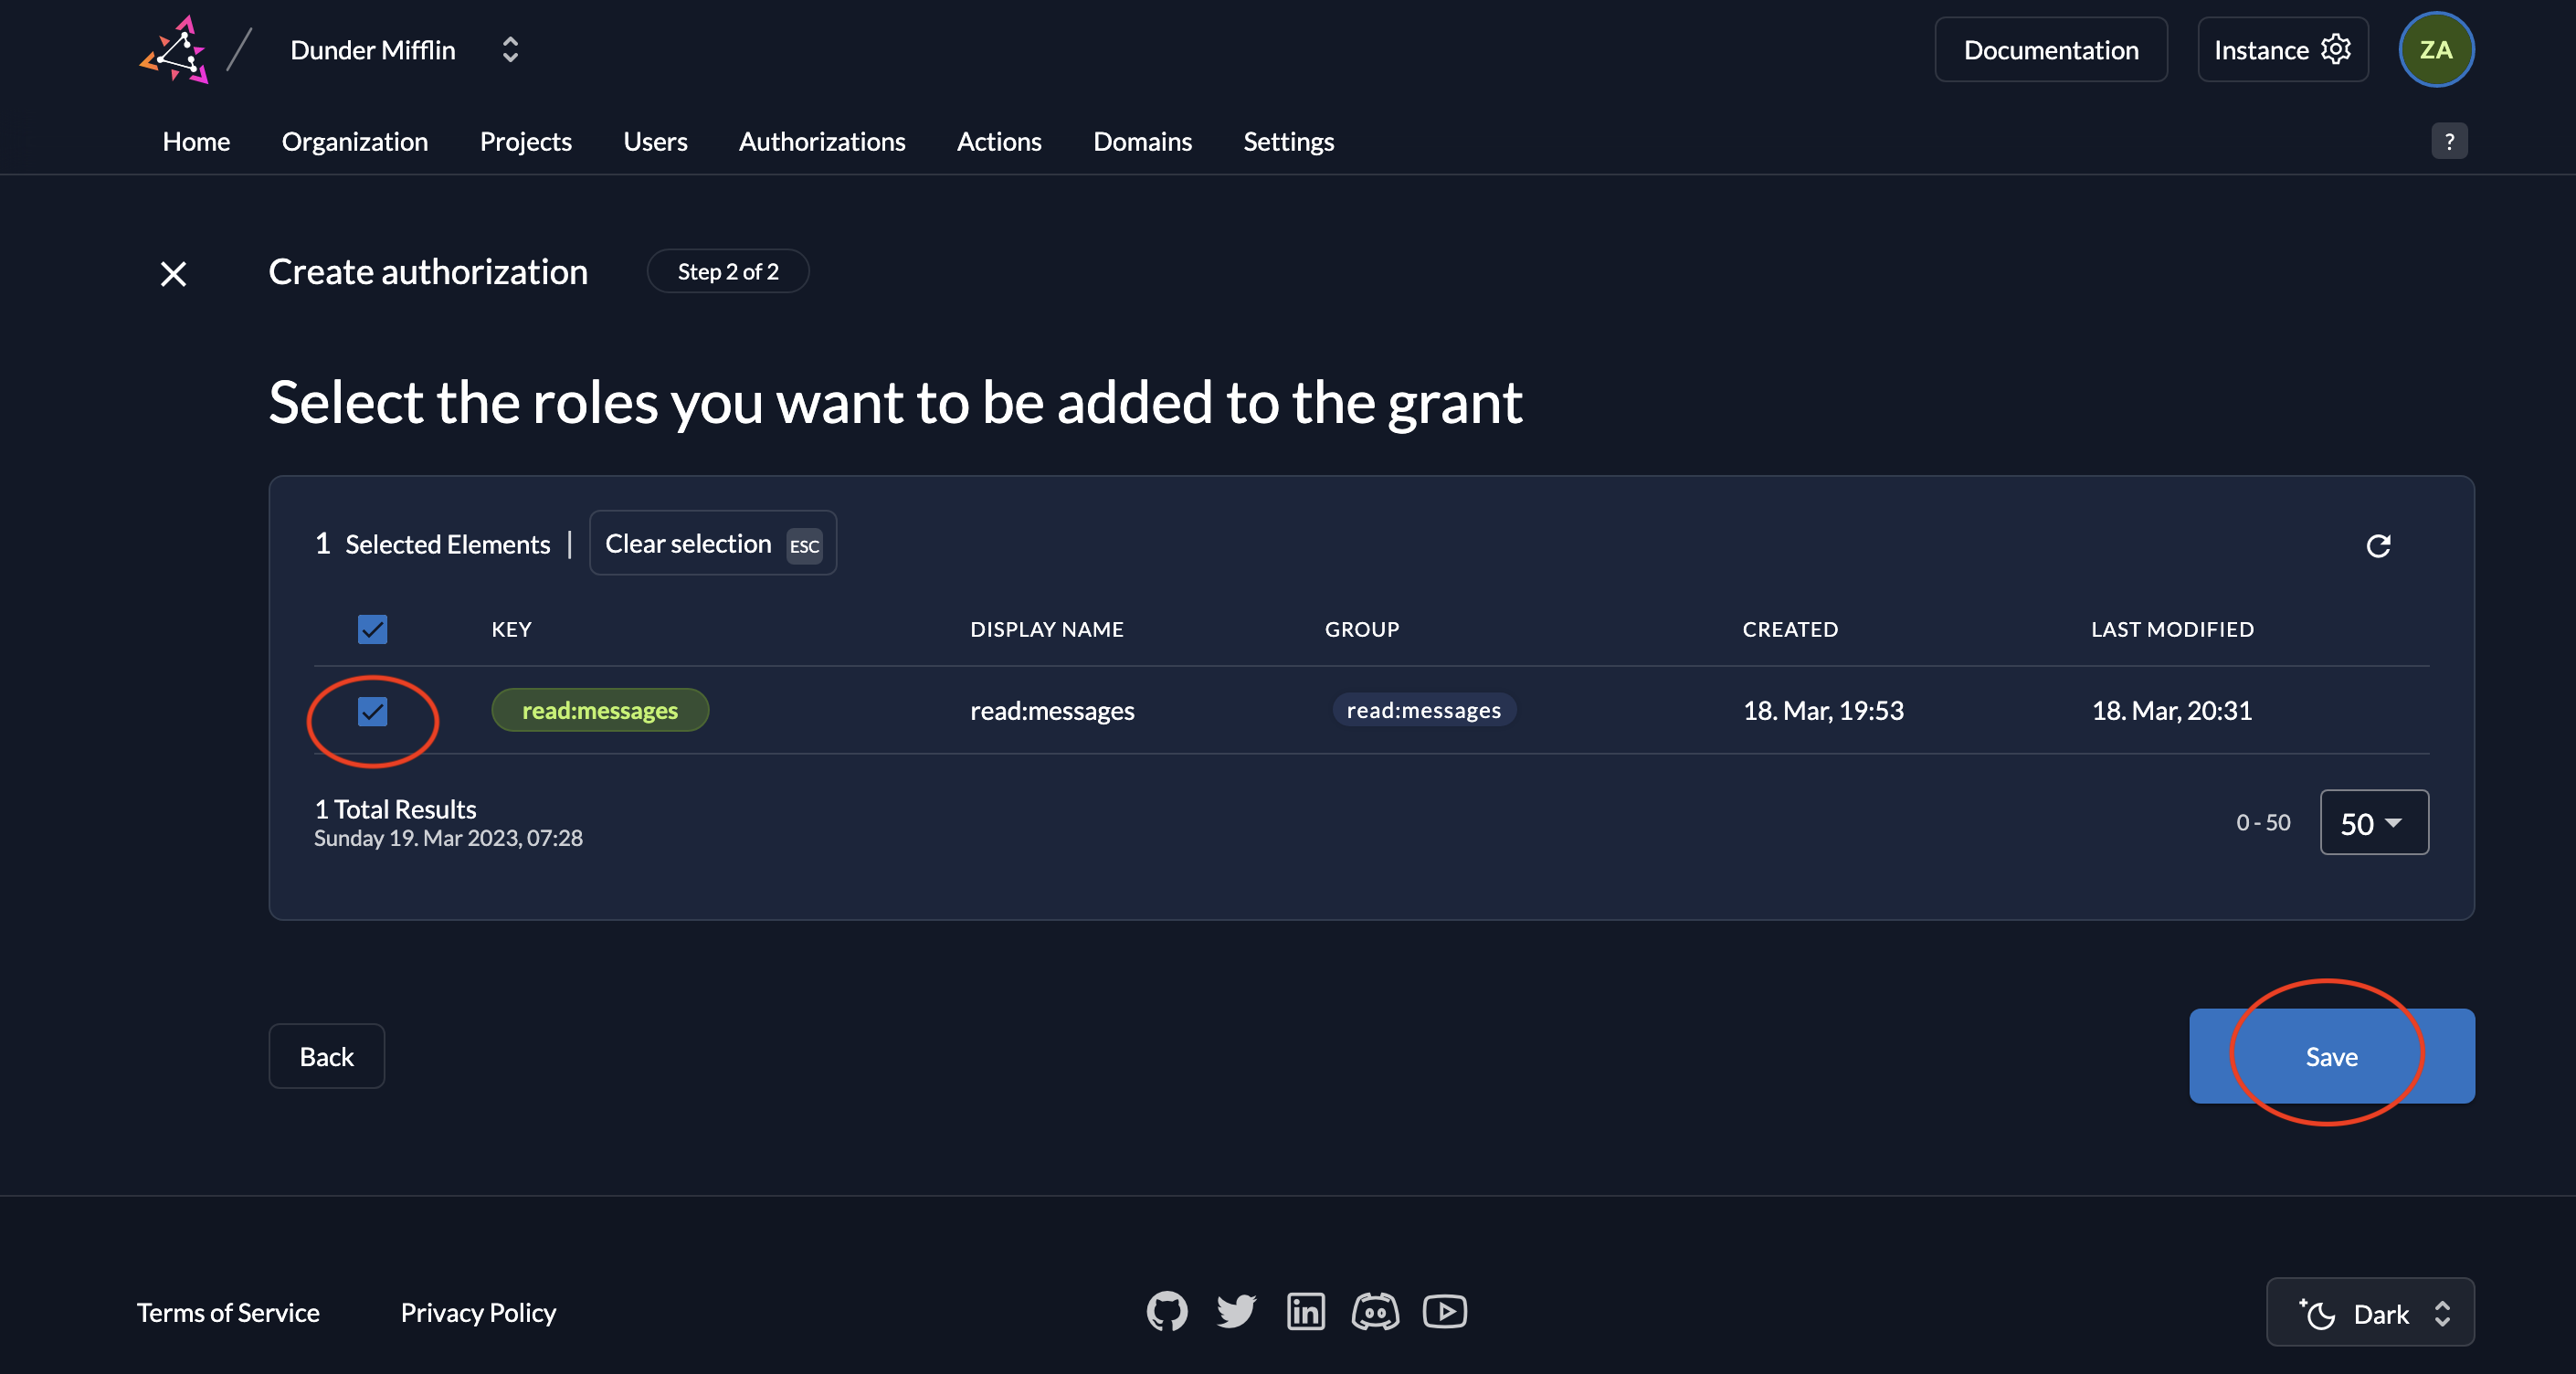 Dunder Mifflin
Documentation
Instance
ZA
Home Organization Projects Users Authorizations Actions Domains Settings
?
Create authorization
Step 2 of 2
Select the roles you want to be added to the grant
1 Selected Elements | Clear selection ESC
KEY DISPLAY NAME GROUP CREATED LAST MODIFIED
read:messages read:messages read:messages 18. Mar, 19:53 18. Mar, 20:31
1 Total Results
Sunday 19. Mar 2023, 07:28
0 - 50 50
Back
Save
Terms of Service Privacy Policy
in
Dark